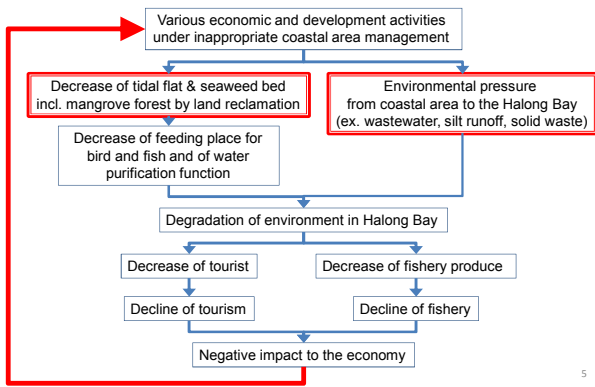 Various economic and development activities
under inappropriate coastal area management
Decrease of tidal flat & seaweed bed
incl. mangrove forest by land reclamation
Environmental pressure
from coastal area to the Halong Bay
(ex. wastewater, silt runoff, solid waste)
Decrease of feeding place for
bird and fish and of water
purification function
Degradation of environment in Halong Bay
Decrease of tourist
Decrease of fishery produce
Decline of tourism
Decline of fishery
Negative impact to the economy
5